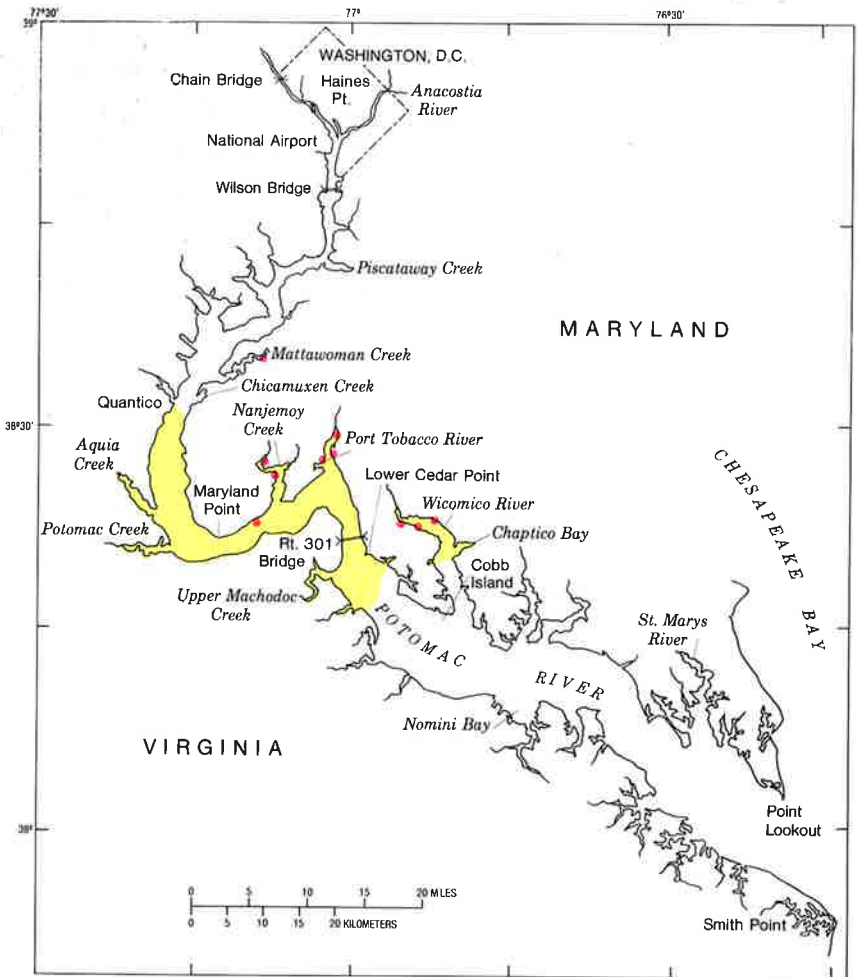 77°30'
77°
76°30'
39°
WASHINGTON, D.C.
Chain Bridge
Haines
Pt.
Anacostia
River
National Airport
Wilson Bridge
Piscataway Creek
MARYLAND
Mattawoman Creek
Chicamuxen Creek
Quantico
38°30'
Nanjemoy
Creek
Port Tobacco River
Aquia
Creek
Lower Cedar Point
Maryland
Point
Wicomico River
CHESAPEAKE BAY
Potomac Creek
Chaptico Bay
Rt. 301
Bridge
Cobb
Island
Upper Machodoc
Creek
POTOMAC
RIVER
St. Marys
River
Nomini Bay
VIRGINIA
38°
Point
Lookout
0 5 10 15 20 MLES
0 5 10 15 20 KILOMETERS
Smith Point